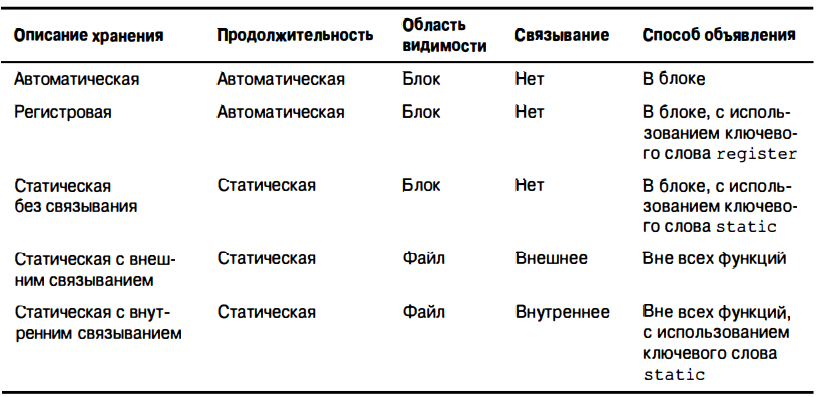 Описание хранения Продолжительность Область видимости Связывание Способ объявления
Автоматическая Автоматическая Блок Нет В блоке
Регистровая Автоматическая Блок Нет В блоке, с исполь-
зованием ключево-
го слова register
Статическая Статическая Блок Нет В блоке, с исполь-
без связывания зованием ключево-
го слова static
Статическая с внеш- Статическая Файл Внешнее Вне всех функций
ним связыванием
Статическая с внут- Статическая Файл Внутреннее Вне всех функций,
ренним связыванием с использованием
ключевого слова
static